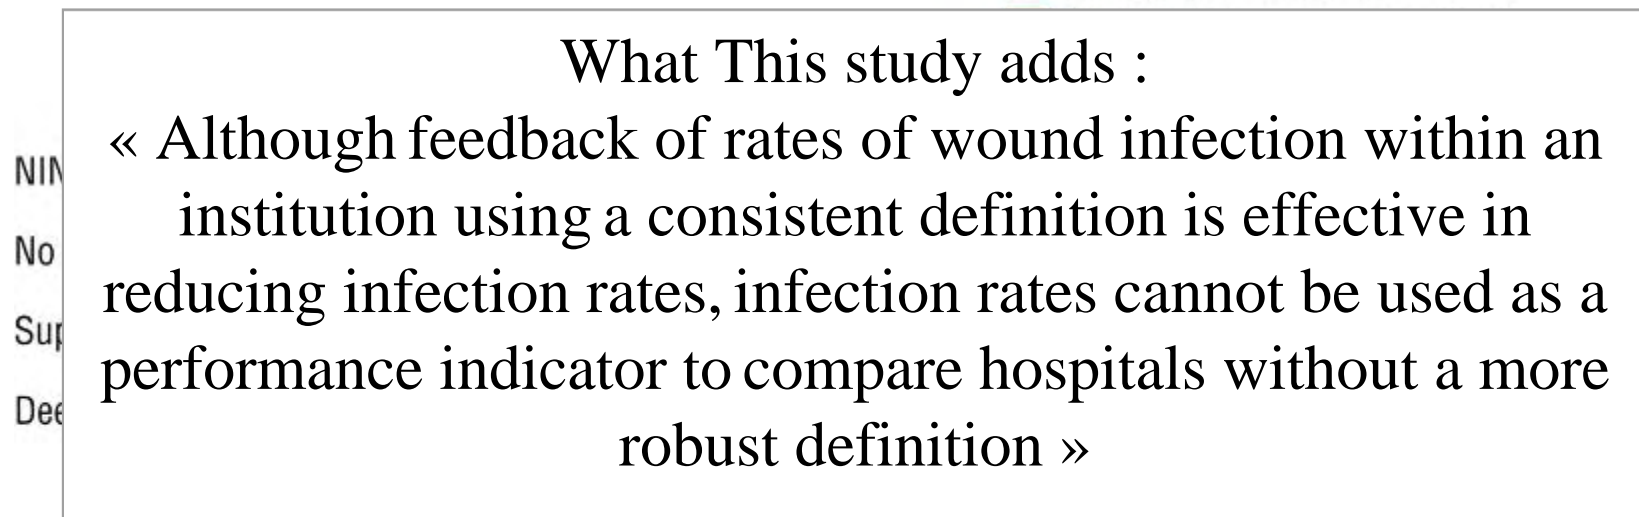 What This study adds :
« Although feedback of rates of wound infection within an
institution using a consistent definition is effective in
reducing infection rates, infection rates cannot be used as a
performance indicator to compare hospitals without a more
robust definition »
No